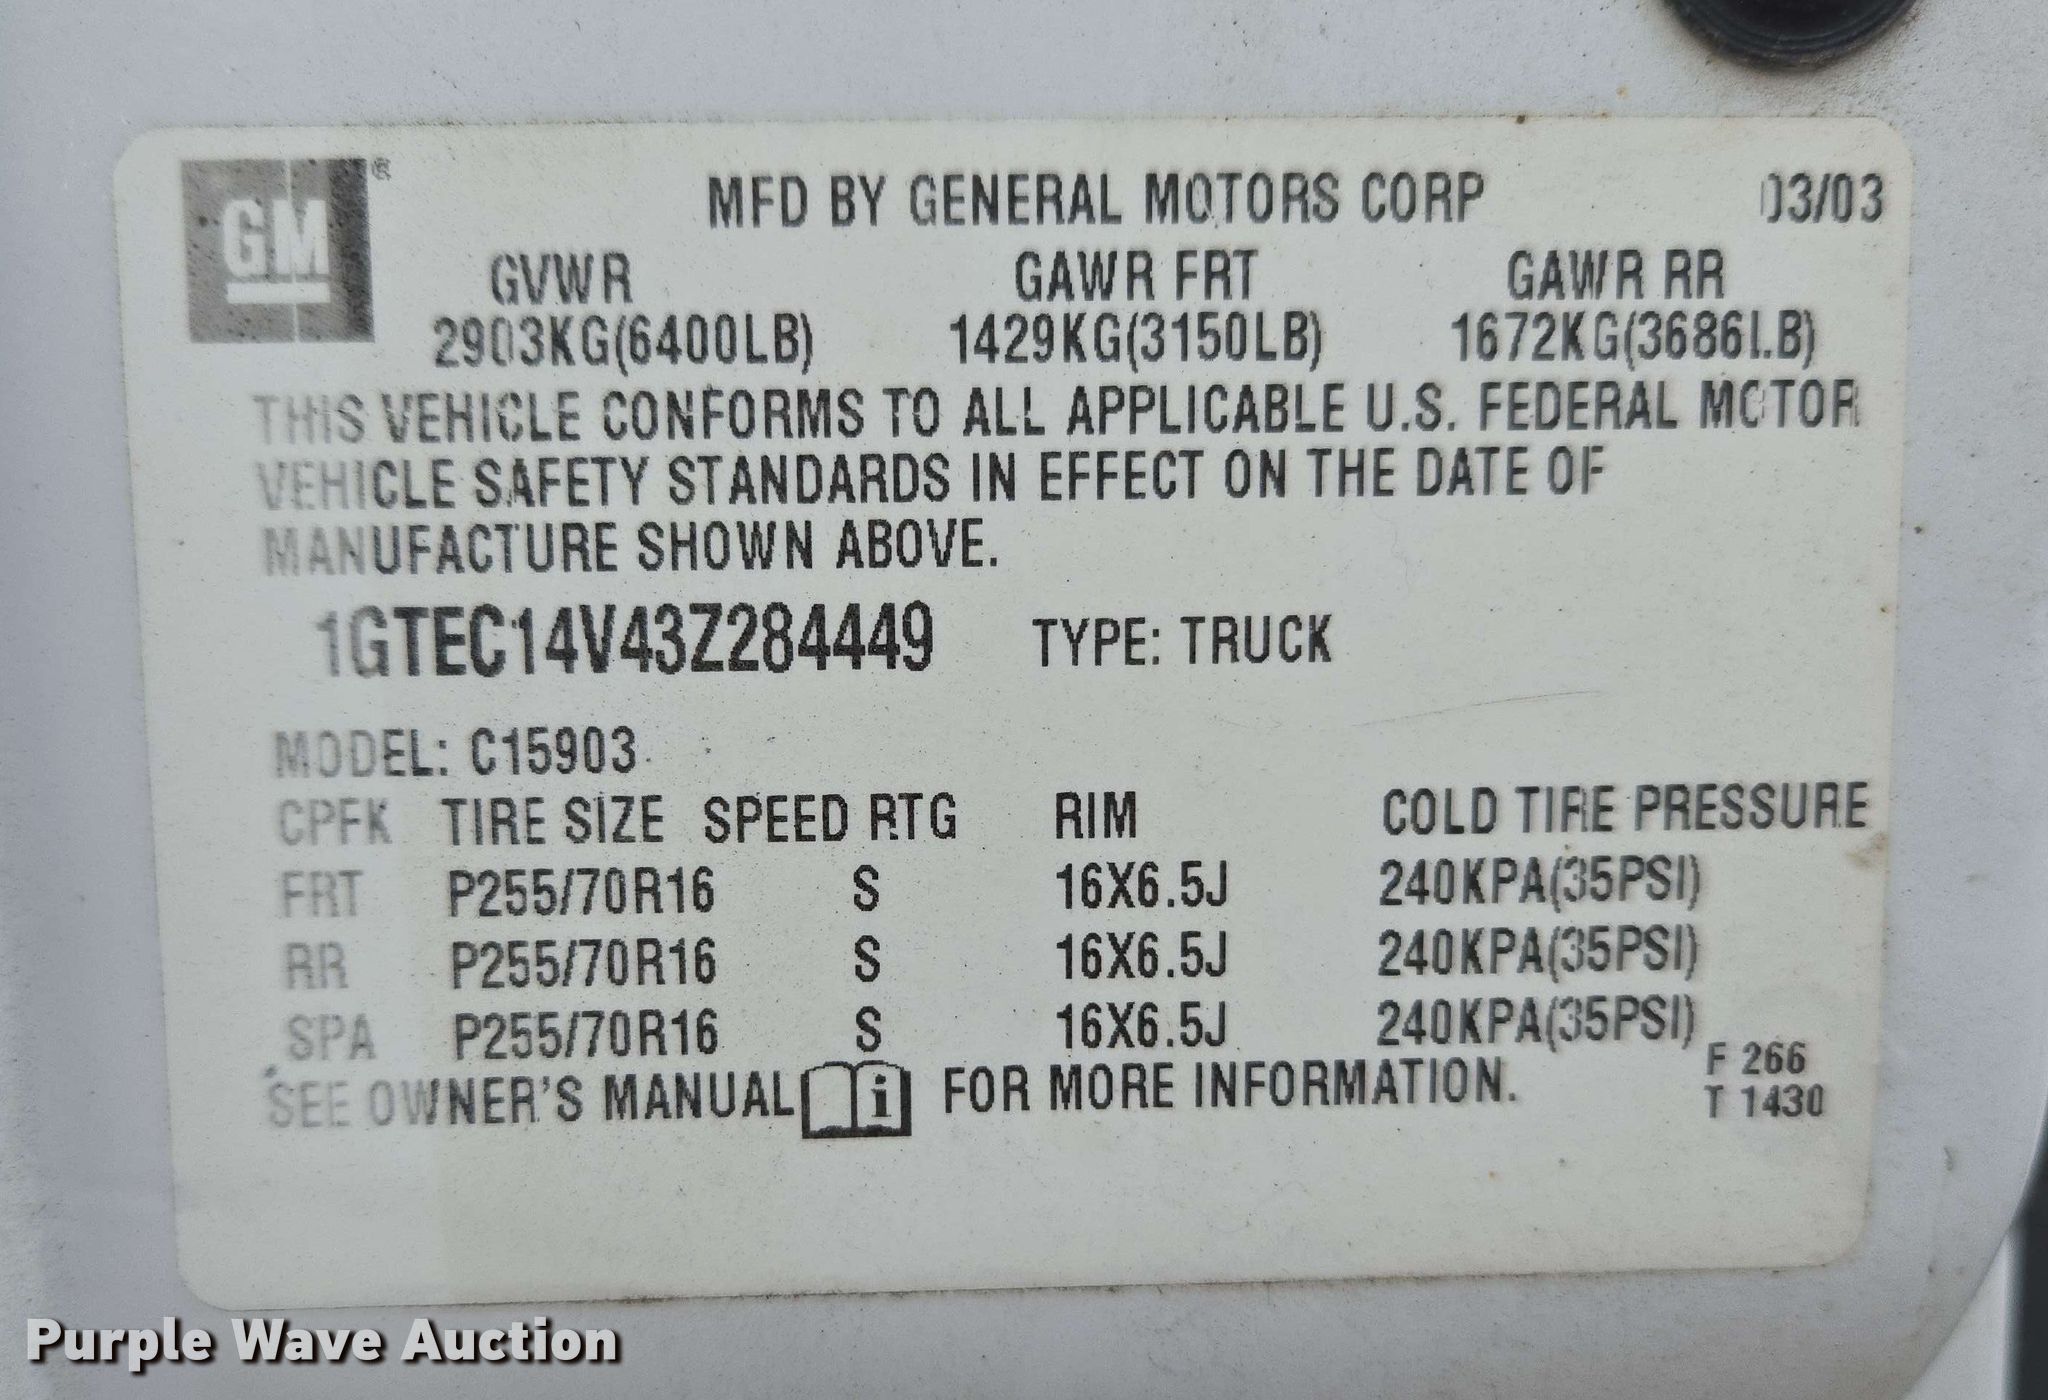 GM®
MFD BY GENERAL MOTORS CORP 03/03
GVWR GAWR FRT GAWR RR
2903KG(6400LB) 1429KG(3150LB) 1672KG(3686LB)
THIS VEHICLE CONFORMS TO ALL APPLICABLE U.S. FEDERAL MOTOR
VEHICLE SAFETY STANDARDS IN EFFECT ON THE DATE OF
MANUFACTURE SHOWN ABOVE.
1GTEC14V43Z284449 TYPE: TRUCK
MODEL: C15903
CPFK TIRE SIZE SPEED RTG RIM COLD TIRE PRESSURE
FRT P255/70R16 S 16X6.5J 240KPA(35PSI)
RR P255/70R16 S 16X6.5J 240KPA(35PSI)
SPA P255/70R16 S 16X6.5J 240KPA(35PSI)
SEE OWNER'S MANUAL i FOR MORE INFORMATION.
F 266
T 1430
Purple Wave Auction